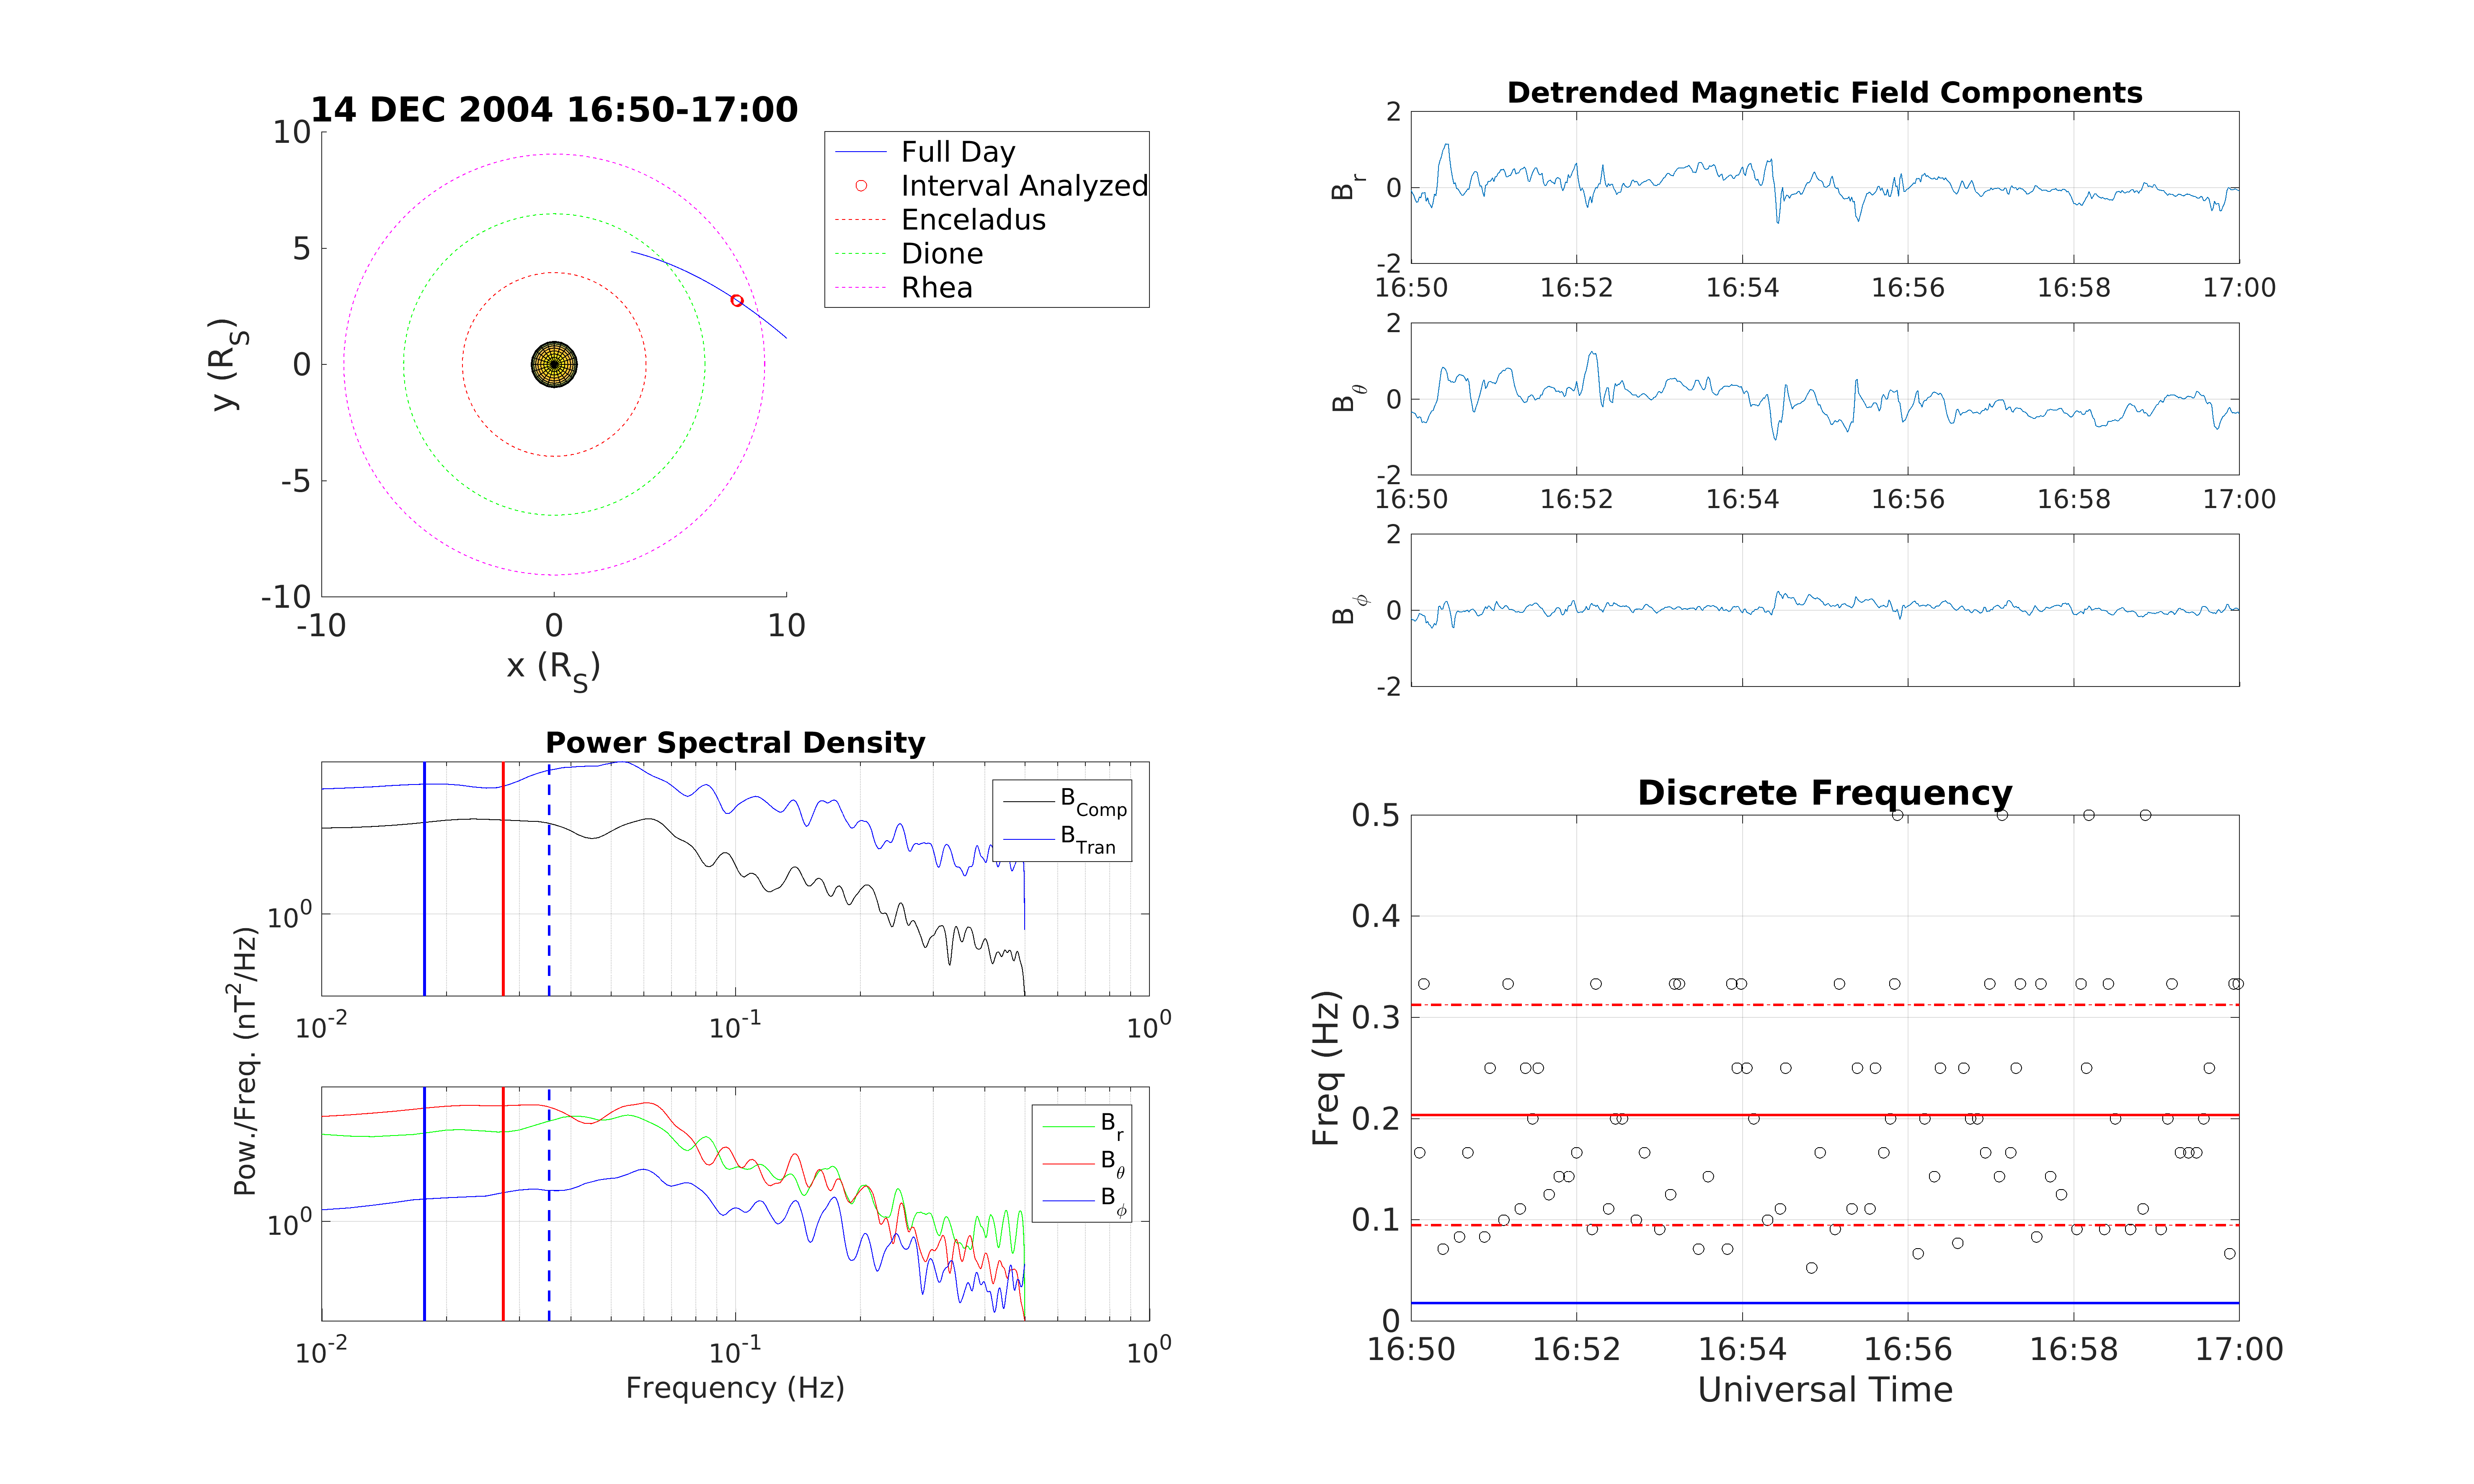 14 DEC 2004 16:50-17:00
10
5
0
-5
-10
-10 0 10
y (R_S)
x (R_S)
Full Day
Interval Analyzed
Enceladus
Dione
Rhea
Detrended Magnetic Field Components
2
0
-2
B_r
16:50 16:52 16:54 16:56 16:58 17:00
2
0
-2
B_θ
16:50 16:52 16:54 16:56 16:58 17:00
2
0
-2
B_ϕ
Power Spectral Density
B_Comp
B_Tran
10^0
10^-2 10^-1 10^0
Pow./Freq. (nT^2/Hz)
B_r
B_θ
B_ϕ
10^0
10^-2 10^-1 10^0
Frequency (Hz)
Discrete Frequency
0.5
0.4
0.3
0.2
0.1
0
Freq (Hz)
16:50 16:52 16:54 16:56 16:58 17:00
Universal Time